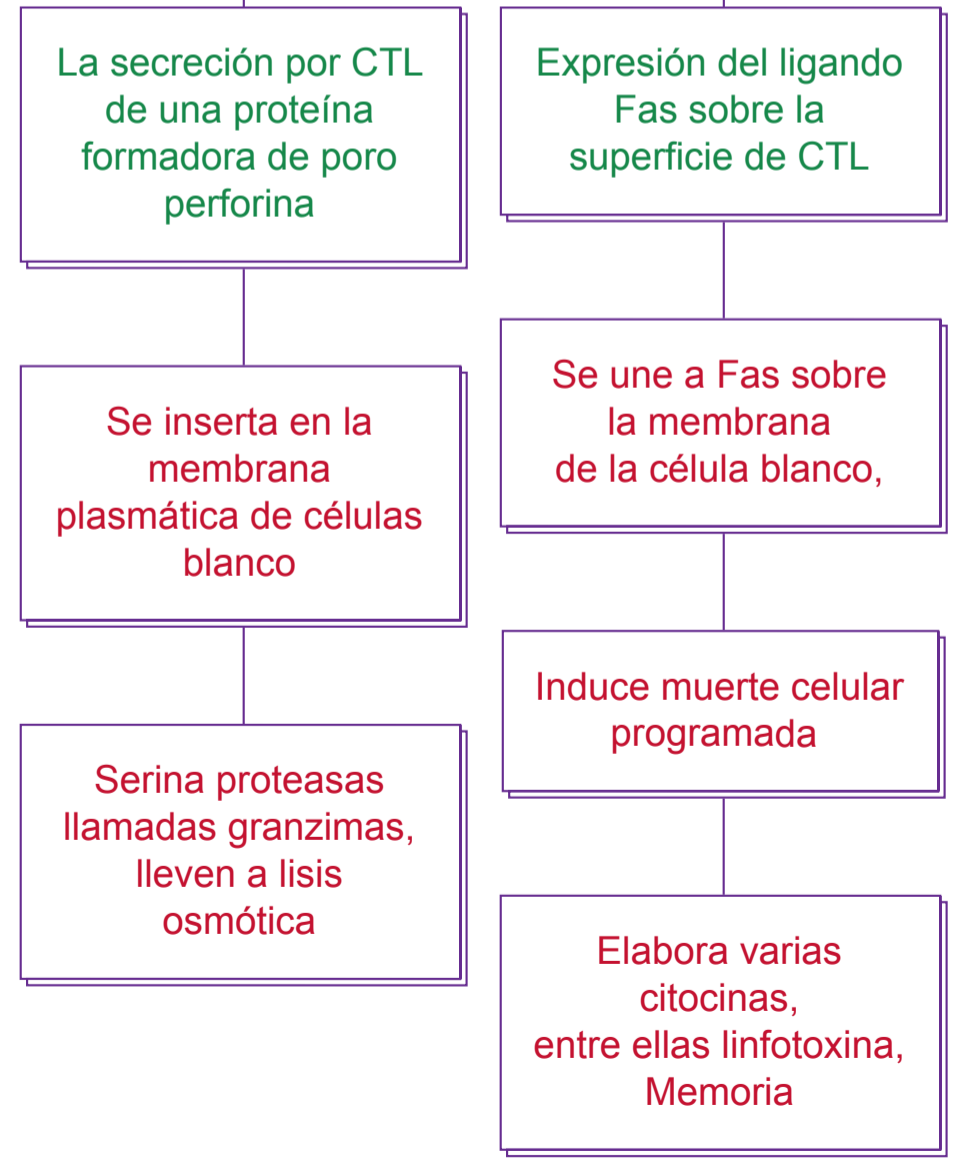 La secreción por CTL
de una proteína
formadora de poro
perforina
Se inserta en la
membrana
plasmática de células
blanco
Serina proteasas
llamadas granzimas,
lleven a lisis
osmótica
Expresión del ligando
Fas sobre la
superficie de CTL
Se une a Fas sobre
la membrana
de la célula blanco,
Induce muerte celular
programada
Elabora varias
citocinas,
entre ellas linfotoxina,
Memoria